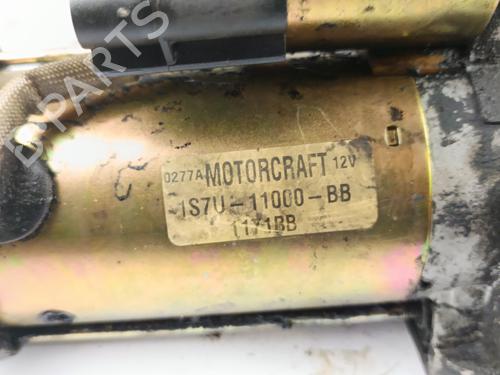 0277A MOTORCRAFT 12V
1S7U-11000-BB
1171BB
B-PARTS